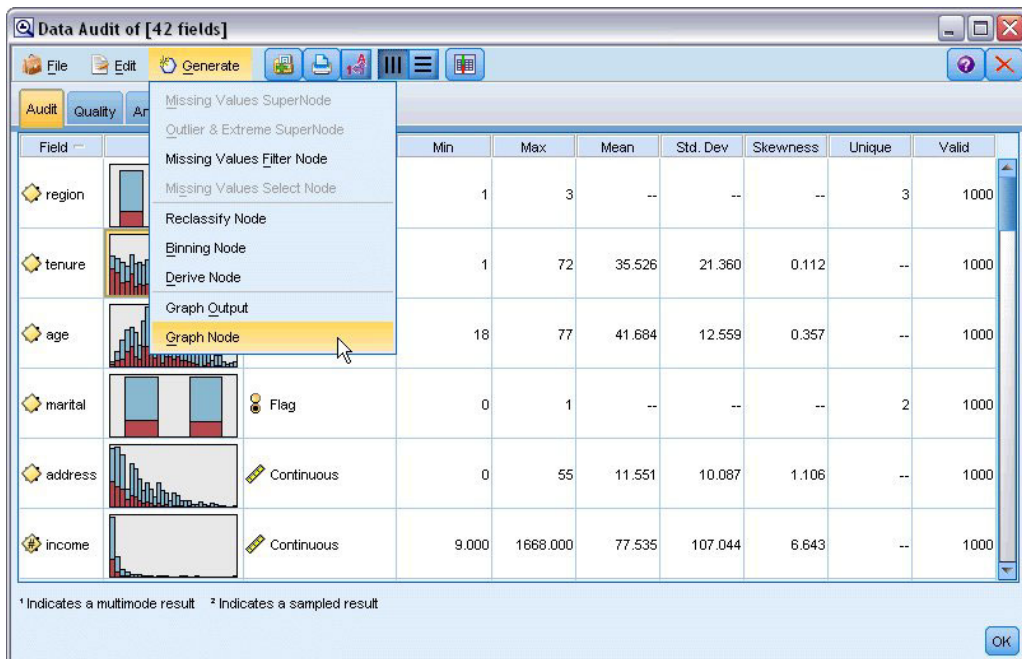 Data Audit of [42 fields]
File Edit Generate
Audit Quality An
Missing Values SuperNode
Outlier & Extreme SuperNode
Missing Values Filter Node
Missing Values Select Node
Reclassify Node
Binning Node
Derive Node
Graph Output
Graph Node
Field Min Max Mean Std. Dev Skewness Unique Valid
region 1 3 -- -- -- 3 1000
tenure 1 72 35.526 21.360 0.112 -- 1000
age 18 77 41.684 12.559 0.357 -- 1000
marital Flag 0 1 -- -- -- 2 1000
address Continuous 0 55 11.551 10.087 1.106 -- 1000
income Continuous 9.000 1668.000 77.535 107.044 6.643 -- 1000
¹ Indicates a multimode result ² Indicates a sampled result
OK